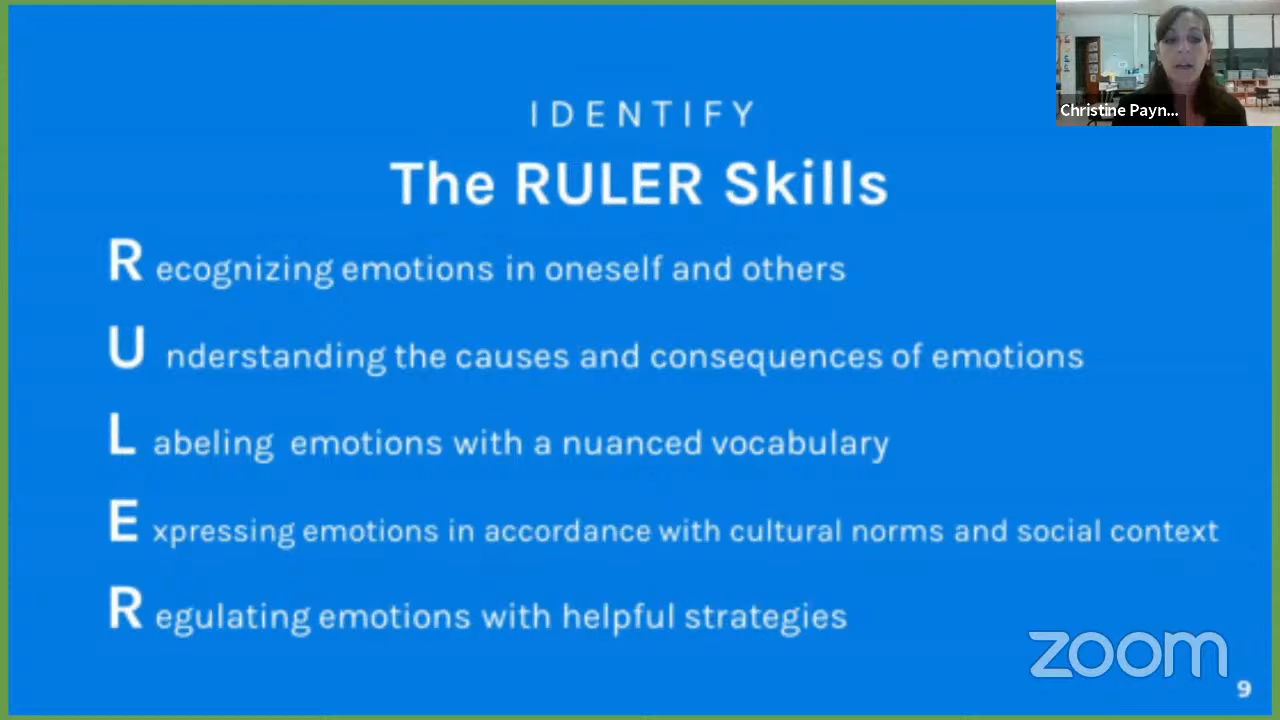 IDENTIFY
The RULER Skills
R ecognizing emotions in oneself and others
U nderstanding the causes and consequences of emotions
L abeling emotions with a nuanced vocabulary
E xpressing emotions in accordance with cultural norms and social context
R egulating emotions with helpful strategies
Christine Payn...
zoom
9